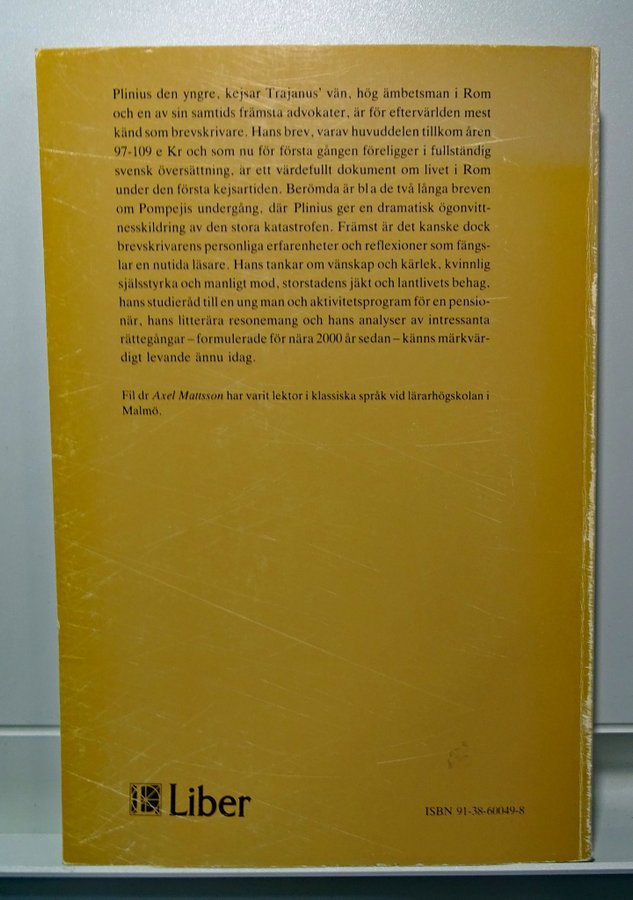 Plinius den yngre, kejsar Trajanus' vän, hög ämbetsman i Rom
och en av sin samtids främsta advokater, är för eftervärlden mest
känd som brevskrivare. Hans brev, varav huvuddelen tillkom åren
97-109 e Kr och som nu för första gången föreligger i fullständig
svensk översättning, är ett värdefullt dokument om livet i Rom
under den första kejsartiden. Berömda är bl a de två långa breven
om Pompejis undergång, där Plinius ger en dramatisk ögonvitt-
nesskildring av den stora katastrofen. Främst är det kanske dock
brevskrivarens personliga erfarenheter och reflexioner som fängs-
lar en nutida läsare. Hans tankar om vänskap och kärlek, kvinnlig
själsstyrka och manligt mod, storstadens jäkt och lantlivets behag,
hans studieråd till en ung man och aktivitetsprogram för en pensio-
när, hans litterära resonemang och hans analyser av intressanta
rättegångar – formulerade för nära 2000 år sedan – känns märkvär-
digt levande ännu idag.
Fil dr Axel Mattsson har varit lektor i klassiska språk vid lärarhögskolan i
Malmö.
Liber
ISBN 91-38-60049-8